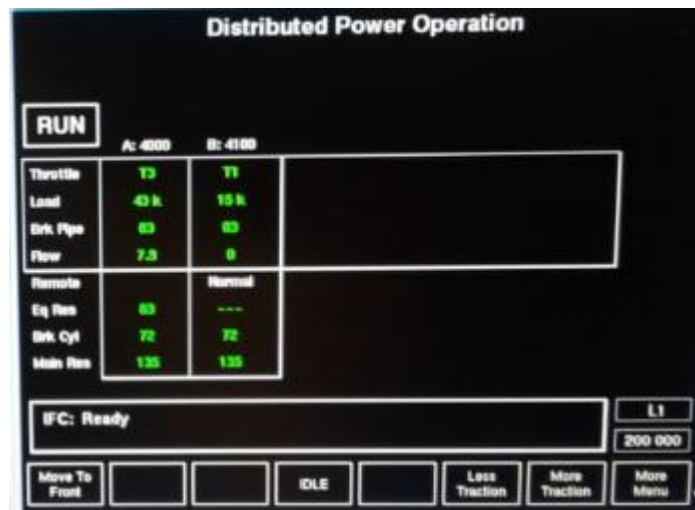 Distributed Power Operation
RUN
A: 4000 B: 4100
Throttle T3 T1
Load 43 k 15 k
Brk Pipe 83 83
Flow 7.3 0
Remote Normal
Eq Res 83 ---
Brk Cyl 72 72
Main Res 135 135
IFC: Ready
L1
200 000
Move To Front
IDLE
Less Traction
More Traction
More Menu